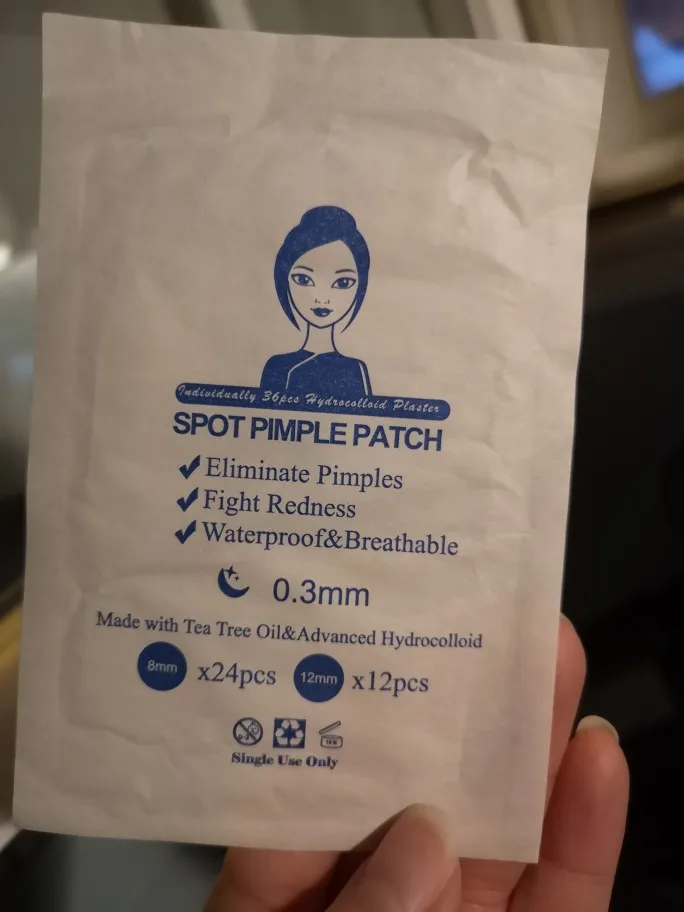 Individually 36pcs Hydrocolloid Plaster
SPOT PIMPLE PATCH
Eliminate Pimples
Fight Redness
Waterproof&Breathable
0.3mm
Made with Tea Tree Oil&Advanced Hydrocolloid
8mm x24pcs 12mm x12pcs
Single Use Only